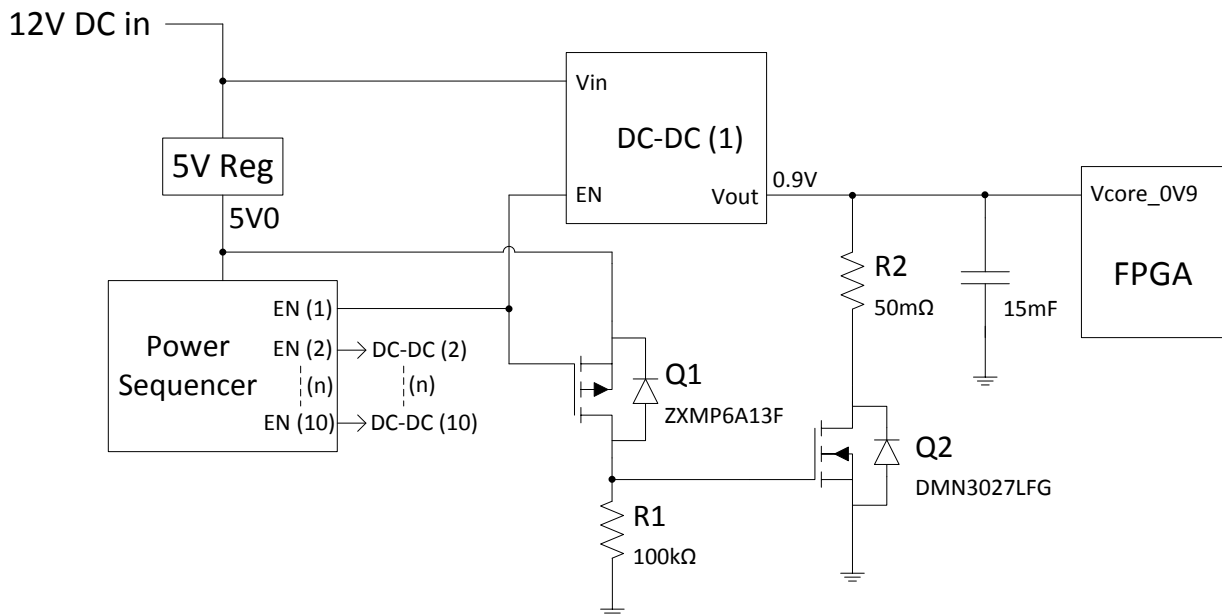 12V DC in
Vin
DC-DC (1)
5V Reg
EN
0.9V
Vout
Vcore_0V9
5V0
R2
FPGA
50mΩ
15mF
EN (1)
Power
Sequencer
EN (2)
DC-DC (2)
(n)
(n)
EN (10)
DC-DC (10)
Q1
ZXMP6A13F
Q2
DMN3027LFG
R1
100kΩ